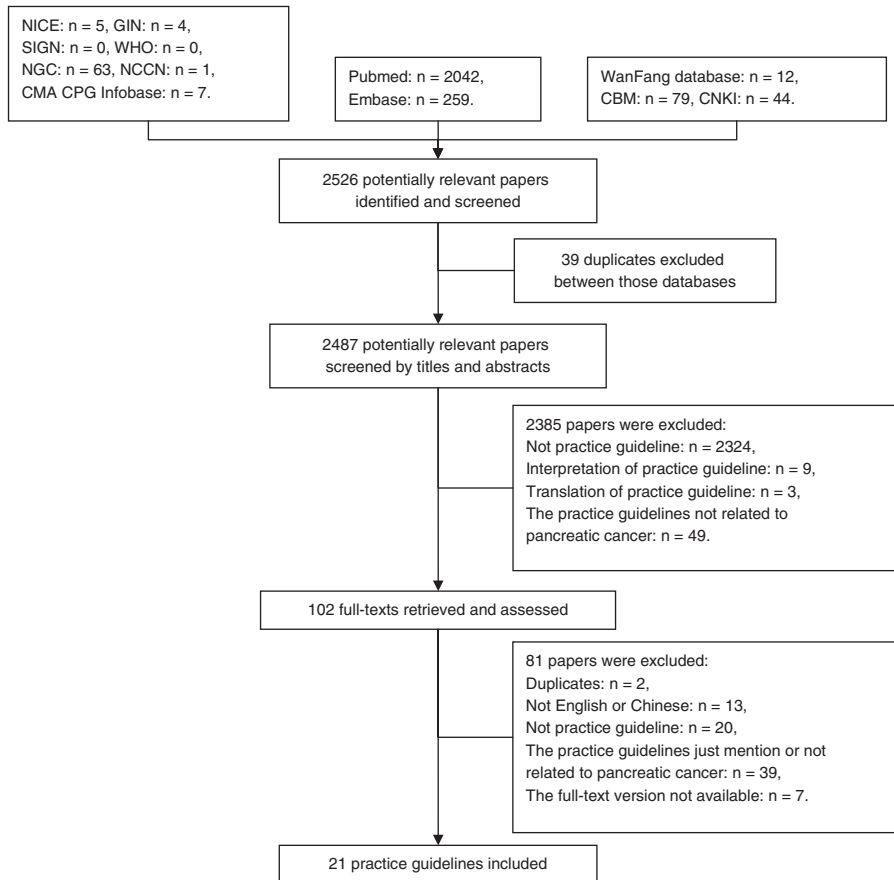 NICE: n = 5, GIN: n = 4,
SIGN: n = 0, WHO: n = 0,
NGC: n = 63, NCCN: n = 1,
CMA CPG Infobase: n = 7.
Pubmed: n = 2042,
Embase: n = 259.
WanFang database: n = 12,
CBM: n = 79, CNKI: n = 44.
2526 potentially relevant papers
identified and screened
39 duplicates excluded
between those databases
2487 potentially relevant papers
screened by titles and abstracts
2385 papers were excluded:
Not practice guideline: n = 2324,
Interpretation of practice guideline: n = 9,
Translation of practice guideline: n = 3,
The practice guidelines not related to
pancreatic cancer: n = 49.
102 full-texts retrieved and assessed
81 papers were excluded:
Duplicates: n = 2,
Not English or Chinese: n = 13,
Not practice guideline: n = 20,
The practice guidelines just mention or not
related to pancreatic cancer: n = 39,
The full-text version not available: n = 7.
21 practice guidelines included